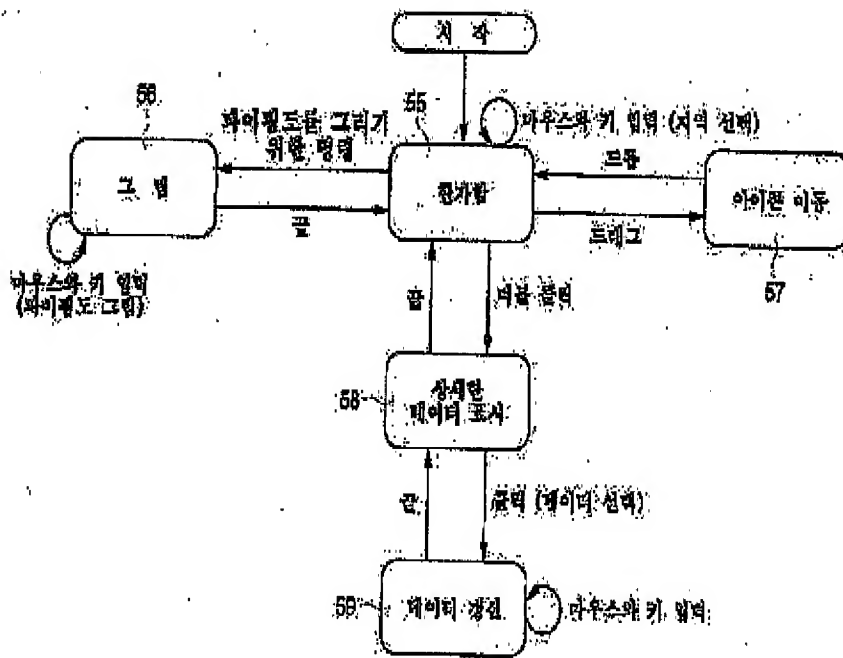 시 작
56
55
와이핑도를 그리기
위한 명령
마우스와 키 입력 (지역 선택)
드롭
그 림
한가함
아이콘 이동
끝
드래그
57
마우스와 키 입력
(와이핑도 그림)
끝
더블 클릭
58
상세한
데이터 표시
끝
클릭 (데이터 선택)
59
데이터 갱신
마우스와 키 입력